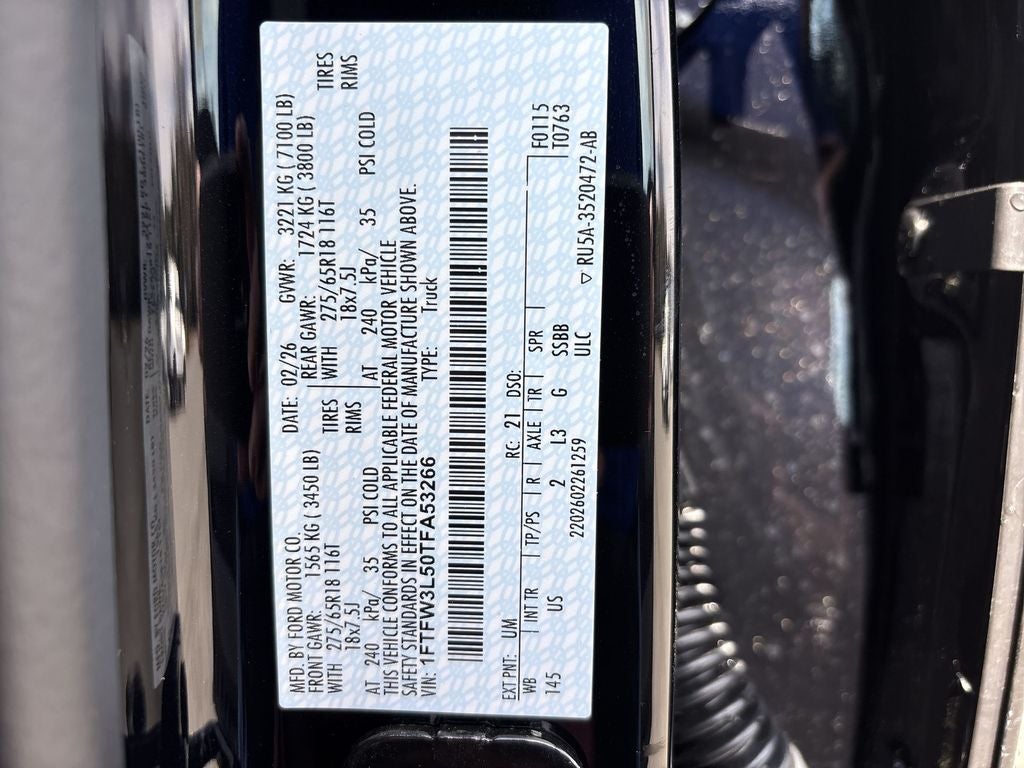 MFD. BY FORD MOTOR CO. DATE: 02/26 GVWR: 3221 KG (7100 LB)
FRONT GAWR: 1565 KG (3450 LB) REAR GAWR: 1724 KG (3800 LB)
WITH 275/65R18 116T TIRES WITH 275/65R18 116T TIRES
18x7.5J RIMS 18x7.5J RIMS
AT 240 kPa/ 35 PSI COLD AT 240 kPa/ 35 PSI COLD
THIS VEHICLE CONFORMS TO ALL APPLICABLE FEDERAL MOTOR VEHICLE
SAFETY STANDARDS IN EFFECT ON THE DATE OF MANUFACTURE SHOWN ABOVE.
VIN: 1FTFW3L50TFA53266 TYPE: Truck
EXT PNT: UM RC: 21 DSO: F0115
WB INT TR TP/PS R AXLE TR SPR T0763
145 US 2 L3 G SSBB
ULC
2202602261259 ▽ RU5A-3520472-AB